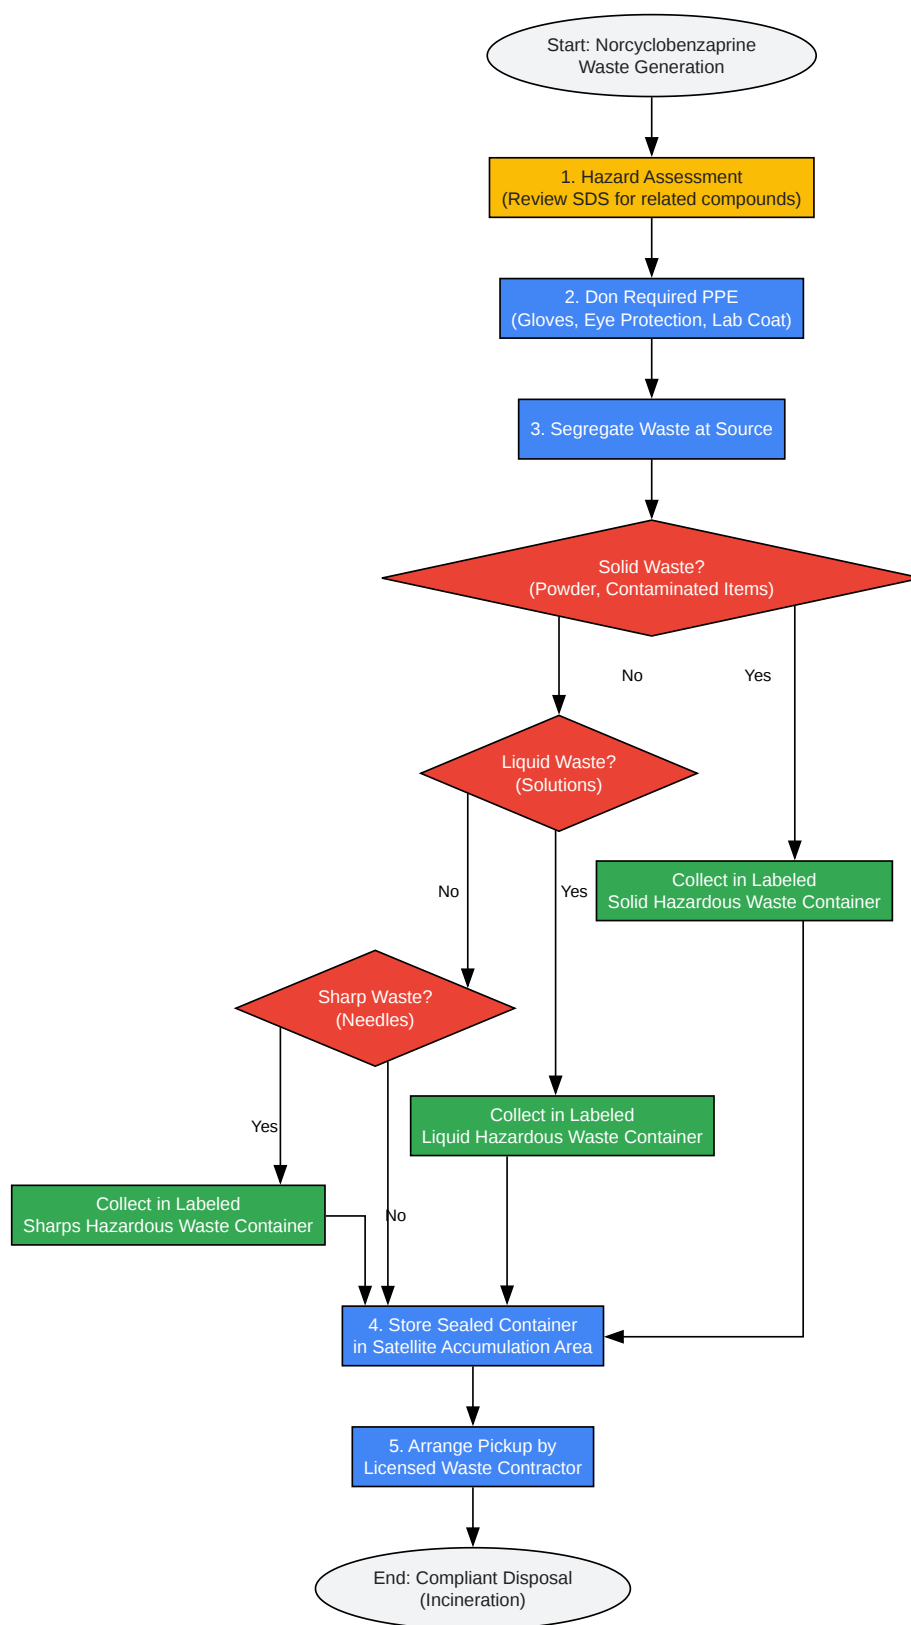 Start: Norcyclobenzaprine
Waste Generation
1. Hazard Assessment
(Review SDS for related compounds)
2. Don Required PPE
(Gloves, Eye Protection, Lab Coat)
3. Segregate Waste at Source
Solid Waste?
(Powder, Contaminated Items)
No
Yes
Liquid Waste?
(Solutions)
Collect in Labeled
Solid Hazardous Waste Container
No
Yes
Sharp Waste?
(Needles)
Collect in Labeled
Liquid Hazardous Waste Container
Yes
Collect in Labeled
Sharps Hazardous Waste Container
No
4. Store Sealed Container
in Satellite Accumulation Area
5. Arrange Pickup by
Licensed Waste Contractor
End: Compliant Disposal
(Incineration)